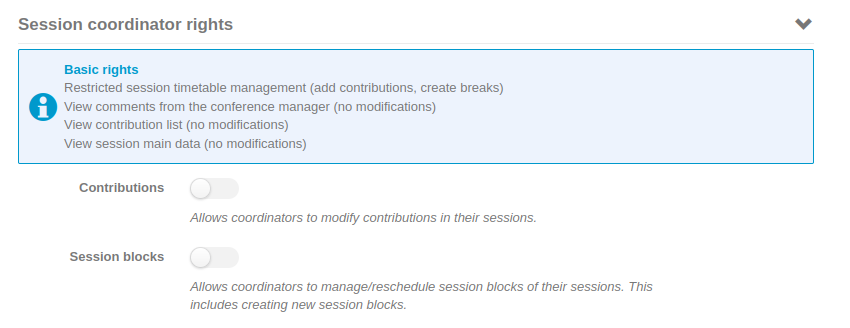 Session coordinator rights
Basic rights
Restricted session timetable management (add contributions, create breaks)
View comments from the conference manager (no modifications)
View contribution list (no modifications)
View session main data (no modifications)
Contributions
Allows coordinators to modify contributions in their sessions.
Session blocks
Allows coordinators to manage/reschedule session blocks of their sessions. This
includes creating new session blocks.